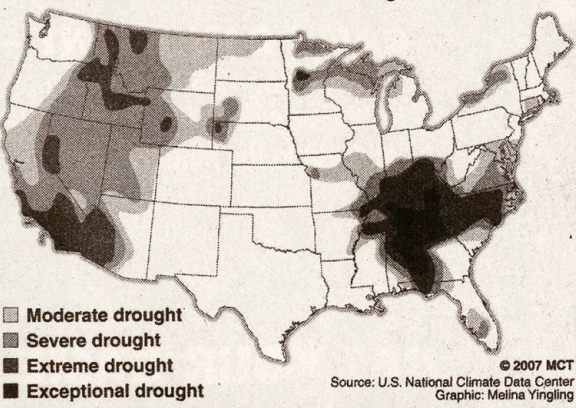 Moderate drought
Severe drought
Extreme drought
Exceptional drought
© 2007 MCT
Source: U.S. National Climate Data Center
Graphic: Melina Yingling